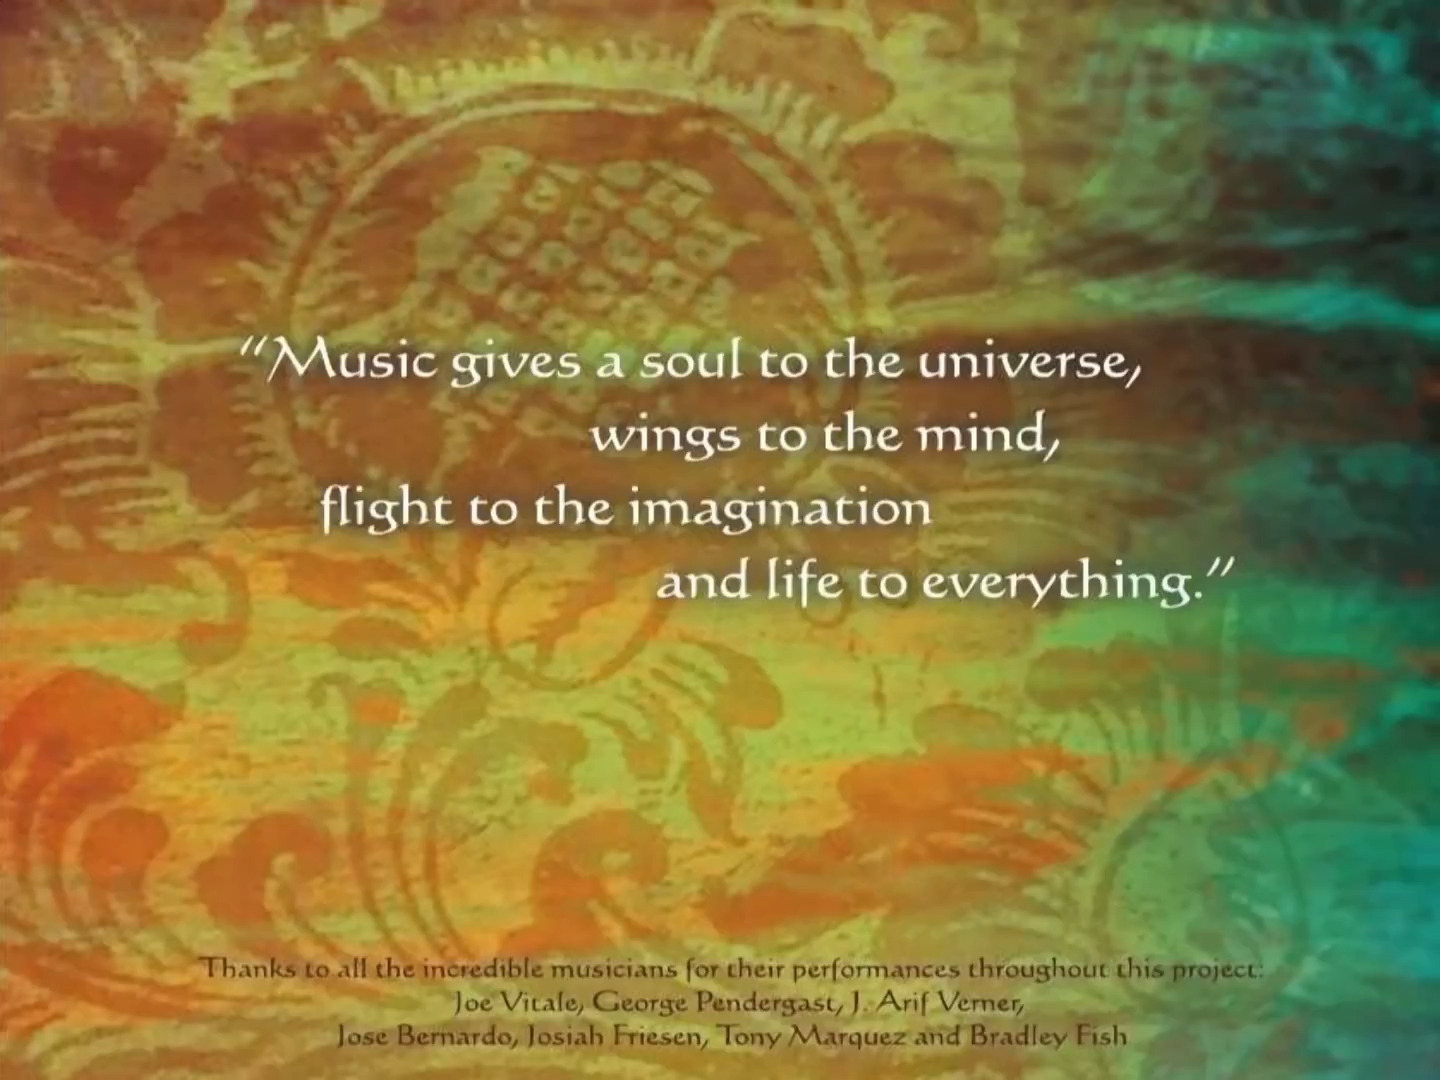 “Music gives a soul to the universe,
wings to the mind,
flight to the imagination
and life to everything.”
Thanks to all the incredible musicians for their performances throughout this project:
Joe Vitale, George Pendergast, J. Arif Verner,
Jose Bernardo, Josiah Friesen, Tony Marquez and Bradley Fish